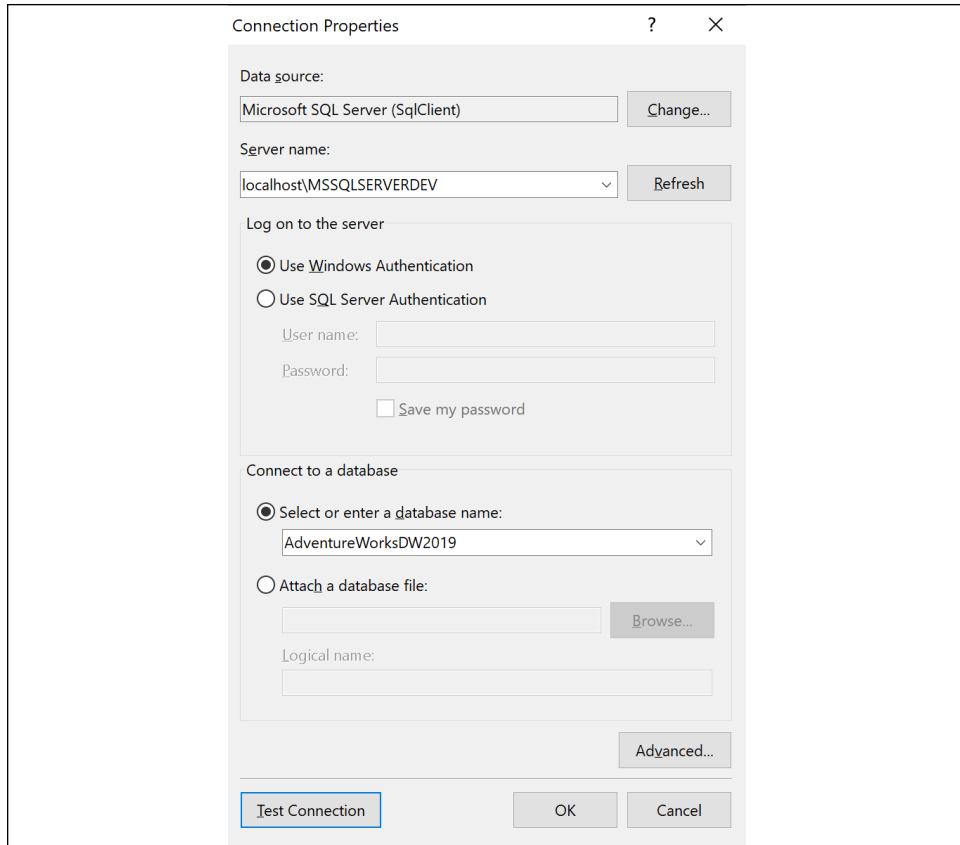 Connection Properties ?
Data source:
Microsoft SQL Server (SqlClient) Change...
Server name:
localhost\MSSQLSERVERDEV Refresh
Log on to the server
Use Windows Authentication
Use SQL Server Authentication
User name:
Password:
Save my password
Connect to a database
Select or enter a database name:
AdventureWorksDW2019
Attach a database file:
Browse...
Logical name:
Advanced...
Test Connection OK Cancel